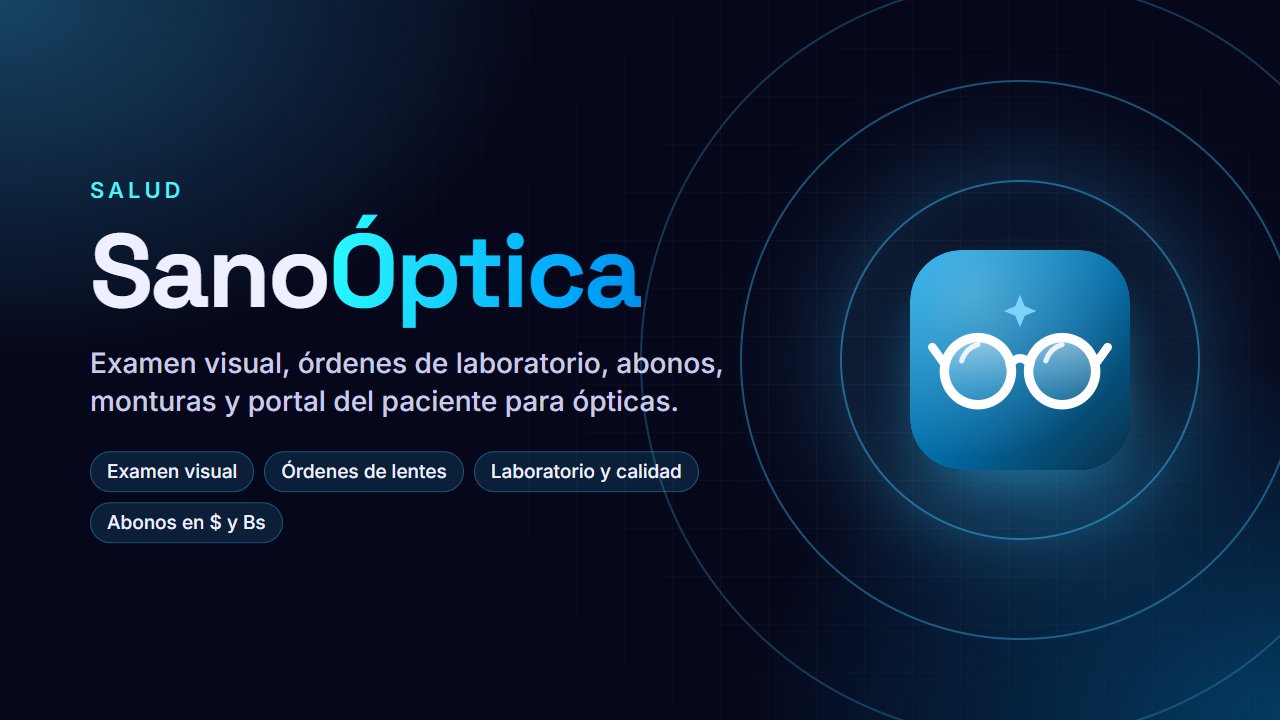 SALUD
SanoÓptica
Examen visual, órdenes de laboratorio, abonos,
monturas y portal del paciente para ópticas.
Examen visual
Órdenes de lentes
Laboratorio y calidad
Abonos en $ y Bs